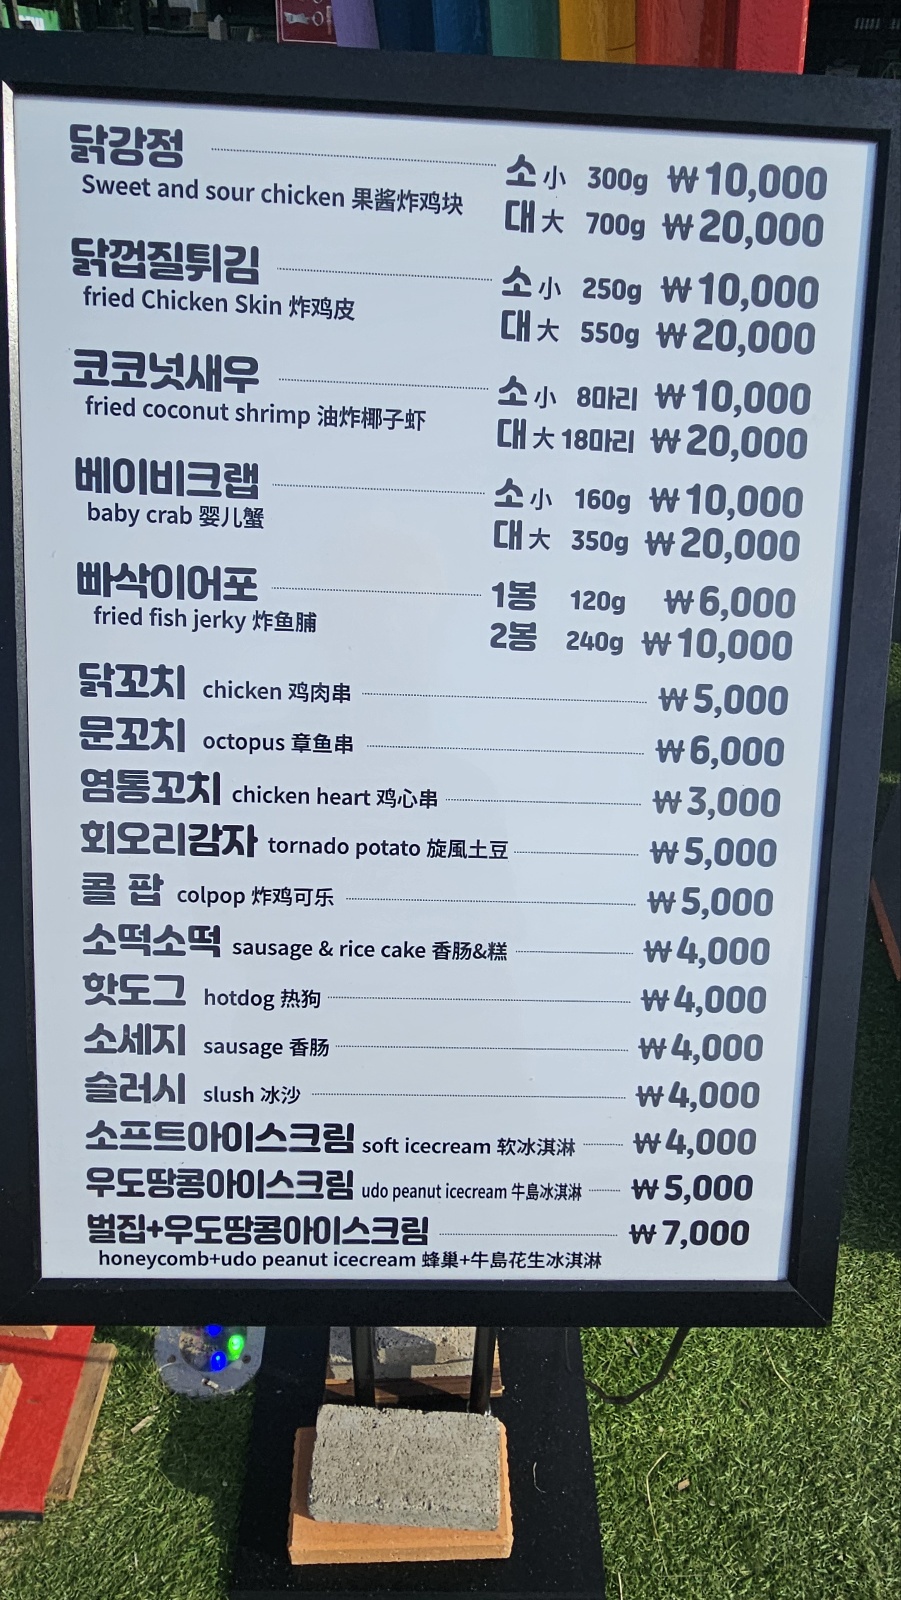 닭강정 소 小 300g ₩10,000
Sweet and sour chicken 果酱炸鸡块 대 大 700g ₩20,000
닭껍질튀김 소 小 250g ₩10,000
fried Chicken Skin 炸鸡皮 대 大 550g ₩20,000
코코넛새우 소 小 8마리 ₩10,000
fried coconut shrimp 油炸椰子虾 대 大 18마리 ₩20,000
베이비크랩 소 小 160g ₩10,000
baby crab 婴儿蟹 대 大 350g ₩20,000
빠삭이어포 1봉 120g ₩6,000
fried fish jerky 炸鱼脯 2봉 240g ₩10,000
닭꼬치 chicken 鸡肉串 ₩5,000
문꼬치 octopus 章鱼串 ₩6,000
염통꼬치 chicken heart 鸡心串 ₩3,000
회오리감자 tornado potato 旋風土豆 ₩5,000
콜 팝 colpop 炸鸡可乐 ₩5,000
소떡소떡 sausage & rice cake 香肠&糕 ₩4,000
핫도그 hotdog 热狗 ₩4,000
소세지 sausage 香肠 ₩4,000
슬러시 slush 冰沙 ₩4,000
소프트아이스크림 soft icecream 软冰淇淋 ₩4,000
우도땅콩아이스크림 udo peanut icecream 牛島冰淇淋 ₩5,000
벌집+우도땅콩아이스크림 ₩7,000
honeycomb+udo peanut icecream 蜂巢+牛島花生冰淇淋